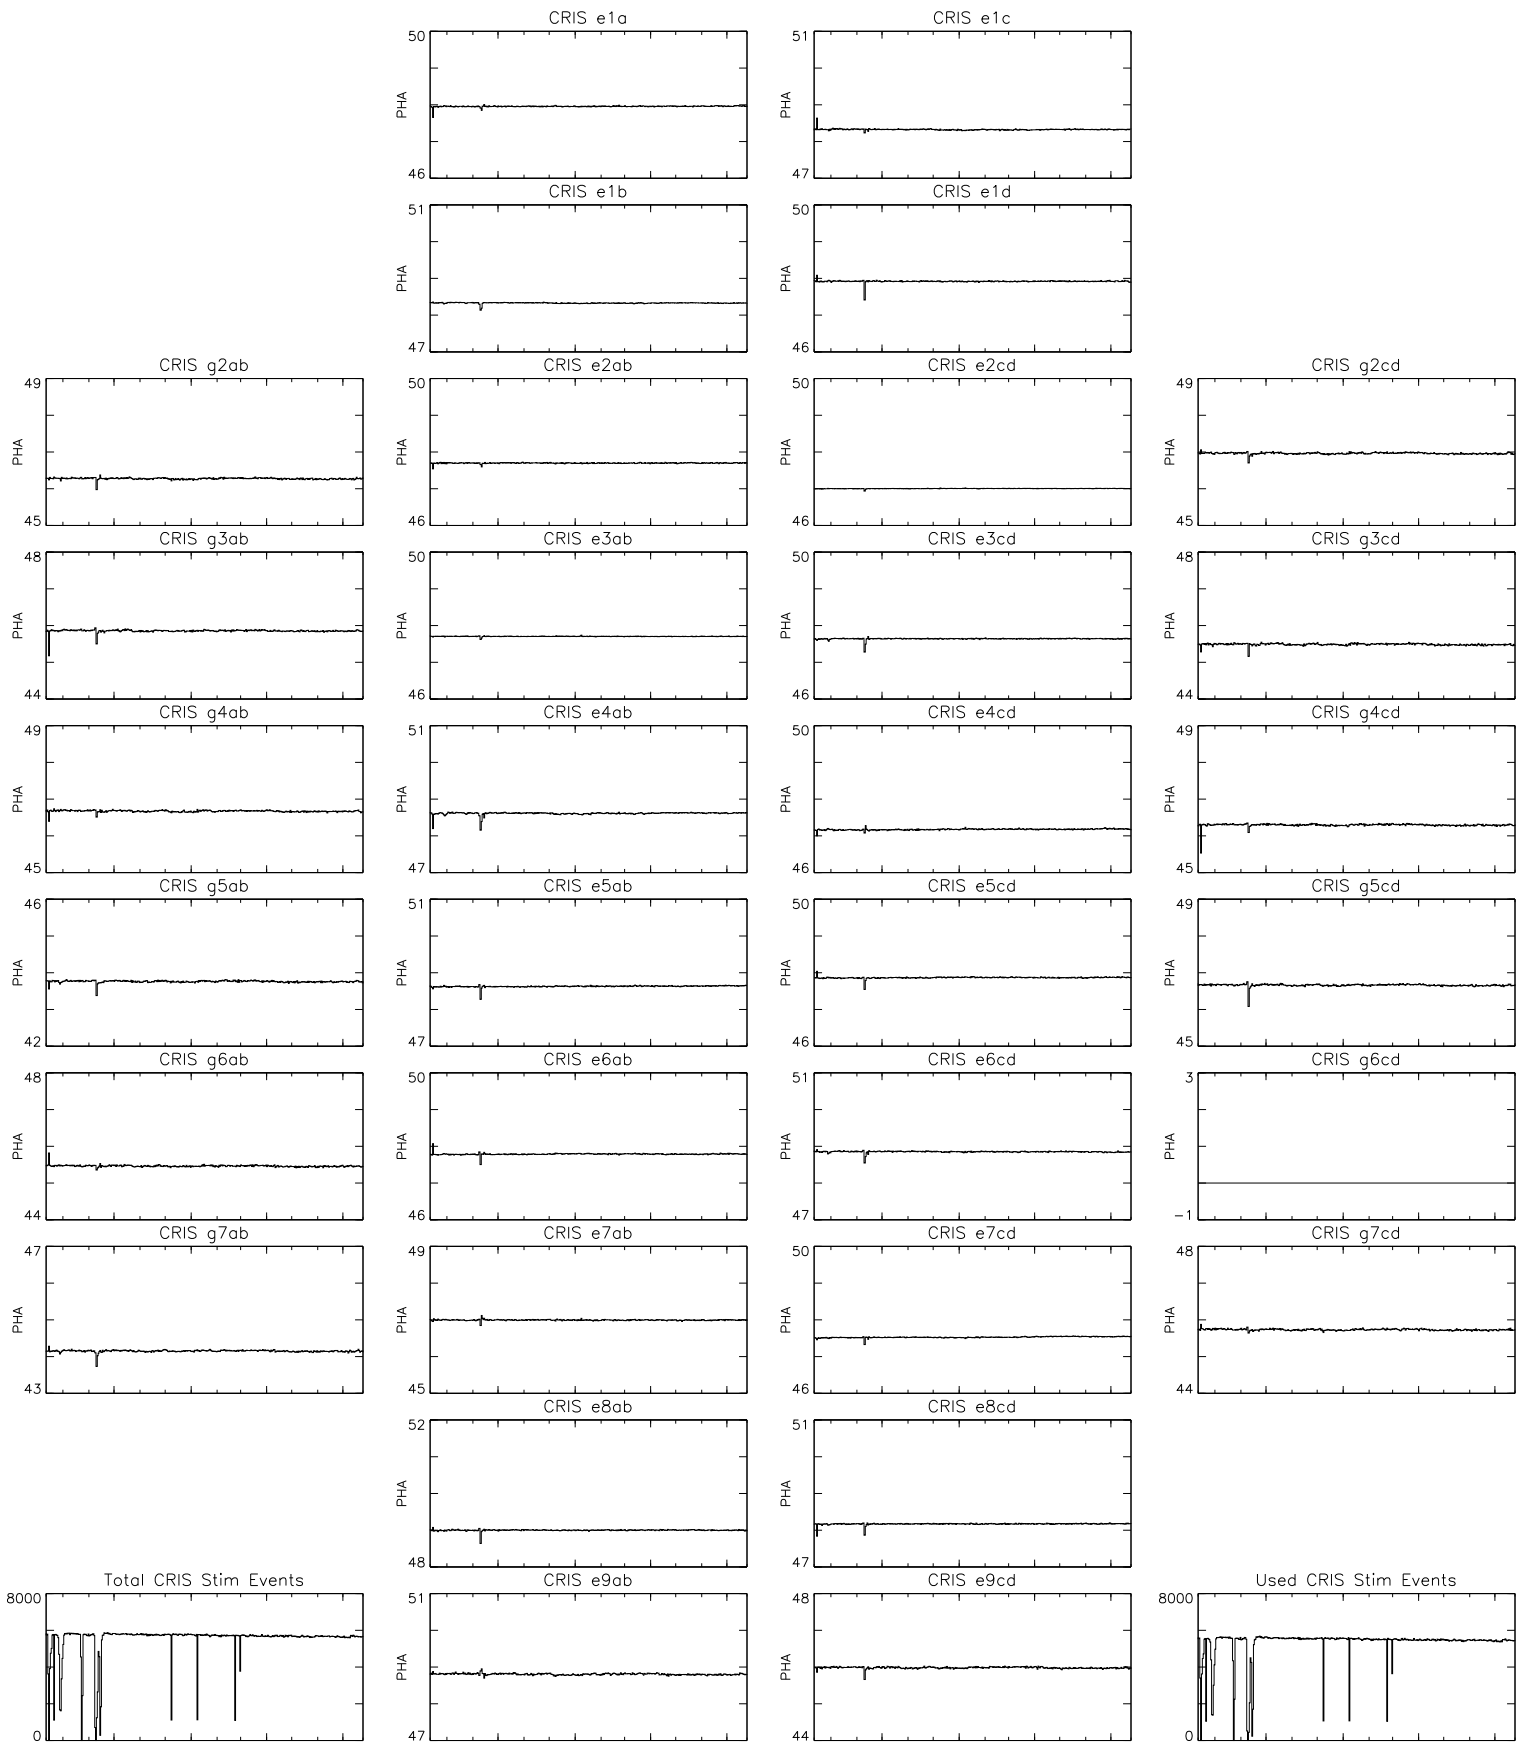 CRIS e1a
50
PHA
46
CRIS e1c
51
PHA
47
CRIS e1b
51
PHA
47
CRIS e1d
50
PHA
46
CRIS g2ab
49
PHA
45
CRIS e2ab
50
PHA
46
CRIS e2cd
50
PHA
46
CRIS g2cd
49
PHA
45
CRIS g3ab
48
PHA
44
CRIS e3ab
50
PHA
46
CRIS e3cd
50
PHA
46
CRIS g3cd
48
PHA
44
CRIS g4ab
49
PHA
45
CRIS e4ab
51
PHA
47
CRIS e4cd
50
PHA
46
CRIS g4cd
49
PHA
45
CRIS g5ab
46
PHA
42
CRIS e5ab
51
PHA
47
CRIS e5cd
50
PHA
46
CRIS g5cd
49
PHA
45
CRIS g6ab
48
PHA
44
CRIS e6ab
50
PHA
46
CRIS e6cd
51
PHA
47
CRIS g6cd
3
PHA
-1
CRIS g7ab
47
PHA
43
CRIS e7ab
49
PHA
45
CRIS e7cd
50
PHA
46
CRIS g7cd
48
PHA
44
CRIS e8ab
52
PHA
48
CRIS e8cd
51
PHA
47
Total CRIS Stim Events
8000
0
CRIS e9ab
51
PHA
47
CRIS e9cd
48
PHA
44
Used CRIS Stim Events
8000
0